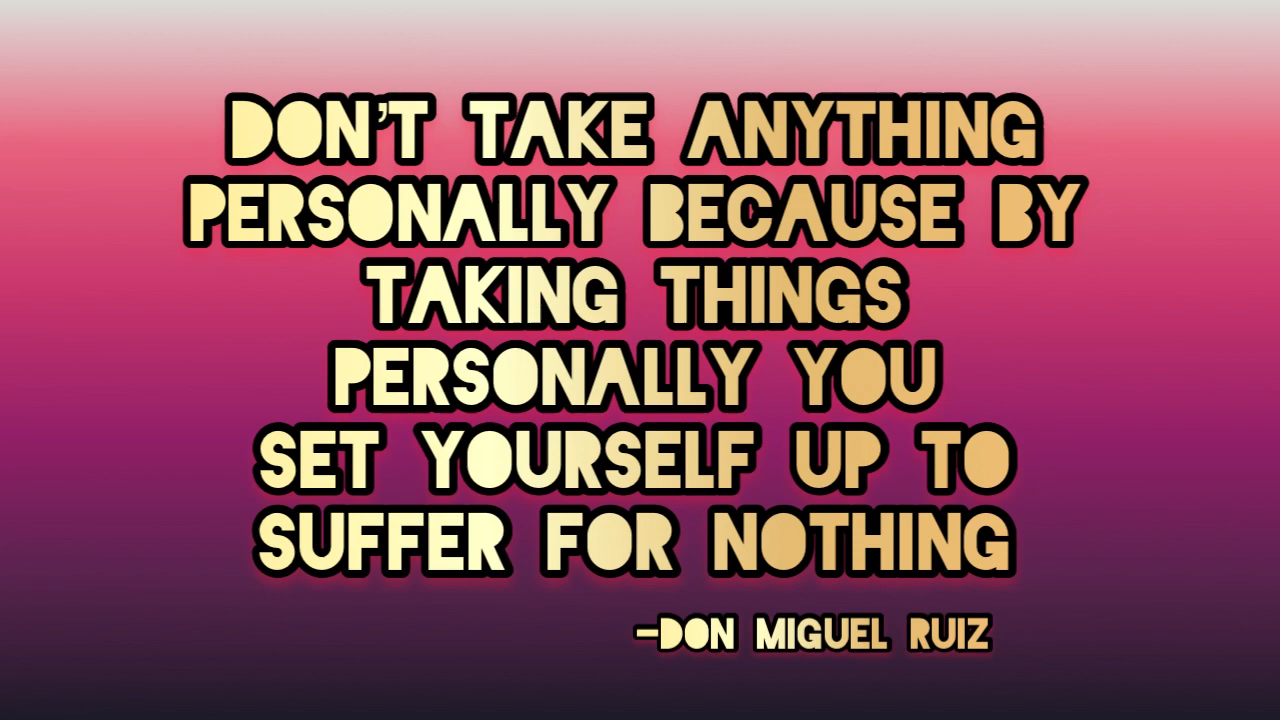 DON'T TAKE ANYTHING
PERSONALLY BECAUSE BY
TAKING THINGS
PERSONALLY YOU
SET YOURSELF UP TO
SUFFER FOR NOTHING
-DON MIGUEL RUIZ